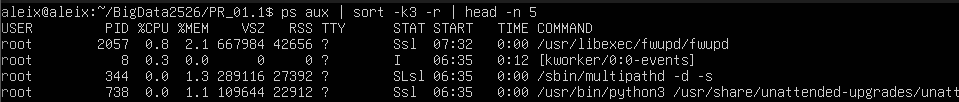 aleix@aleix:~/BigData2526/PR_01.1$ ps aux | sort -k3 -r | head -n 5
USER PID %CPU %MEM VSZ RSS TTY STAT START TIME COMMAND
root 2057 0.8 2.1 667984 42656 ? Ssl 07:32 0:00 /usr/libexec/fwupd/fwupd
root 8 0.3 0.0 0 0 ? I 06:35 0:12 [kworker/0:0-events]
root 344 0.0 1.3 289116 27392 ? SLsl 06:35 0:00 /sbin/multipathd -d -s
root 738 0.0 1.1 109644 22912 ? Ssl 06:35 0:00 /usr/bin/python3 /usr/share/unattended-upgrades/unatt